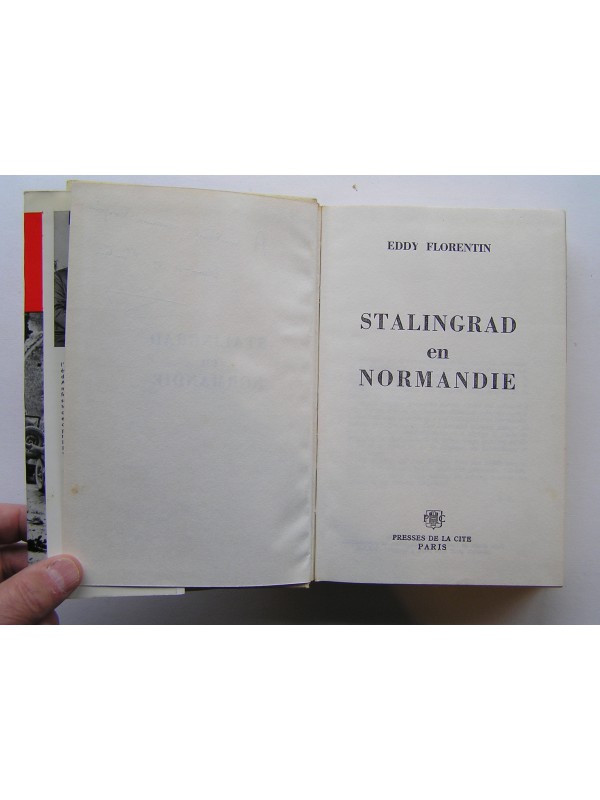 EDDY FLORENTIN
STALINGRAD
en
NORMANDIE
P C
PRESSES DE LA CITÉ
PARIS